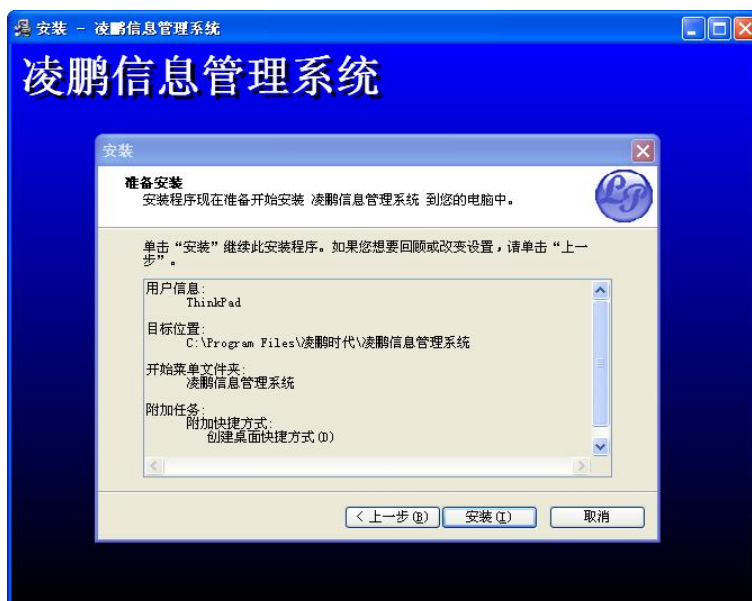 安装 - 凌鹏信息管理系统
凌鹏信息管理系统
安装
准备安装
安装程序现在准备开始安装 凌鹏信息管理系统 到您的电脑中。
LP
单击“安装”继续此安装程序。如果您想要回顾或改变设置，请单击“上一
步”。
用户信息:
ThinkPad
目标位置:
C:\Program Files\凌鹏时代\凌鹏信息管理系统
开始菜单文件夹:
凌鹏信息管理系统
附加任务:
附加快捷方式:
创建桌面快捷方式(D)
< 上一步(B) 安装(I) 取消